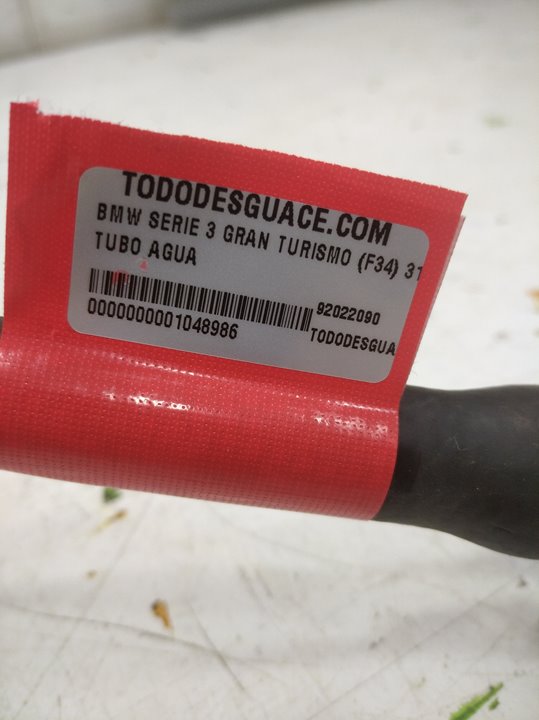 TODODESGUACE.COM
BMW SERIE 3 GRAN TURISMO (F34) 31
TUBO AGUA
92022090
0000000001048986
TODODESGUA